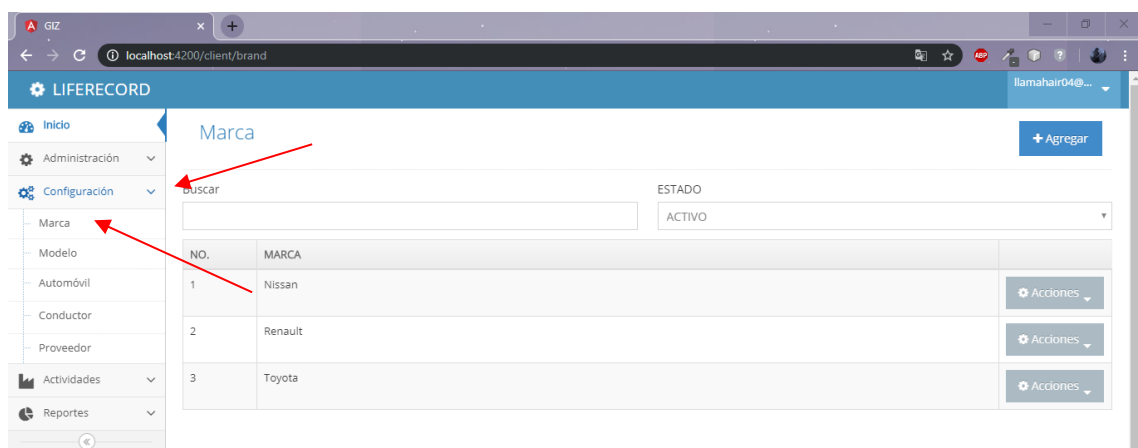 GIZ
localhost:4200/client/brand
ABP
LIFERECORD
llamahair04@...
Inicio
Administración
Configuración
Marca
Modelo
Automóvil
Conductor
Proveedor
Actividades
Reportes
Marca
+ Agregar
Buscar
ESTADO
ACTIVO
NO.
MARCA
1
Nissan
Acciones
2
Renault
Acciones
3
Toyota
Acciones